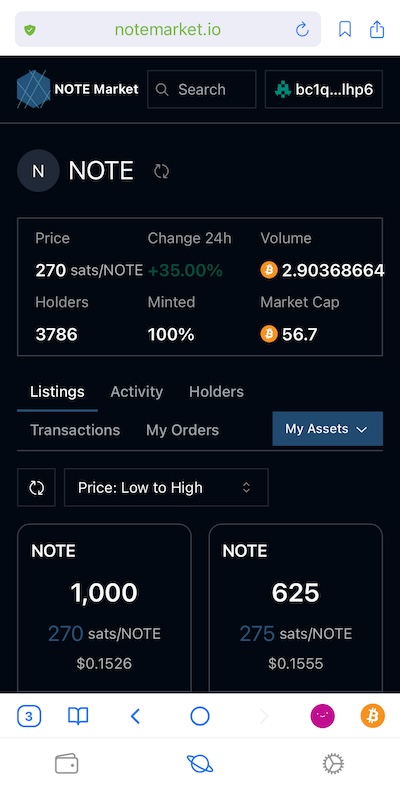 notemarket.io
NOTE Market
Search
bc1q...lhp6
N
NOTE
Price Change 24h Volume
270 sats/NOTE +35.00% 2.90368664
Holders Minted Market Cap
3786 100% 56.7
Listings Activity Holders
Transactions My Orders My Assets
Price: Low to High
NOTE NOTE
1,000 625
270 sats/NOTE 275 sats/NOTE
$0.1526 $0.1555
3